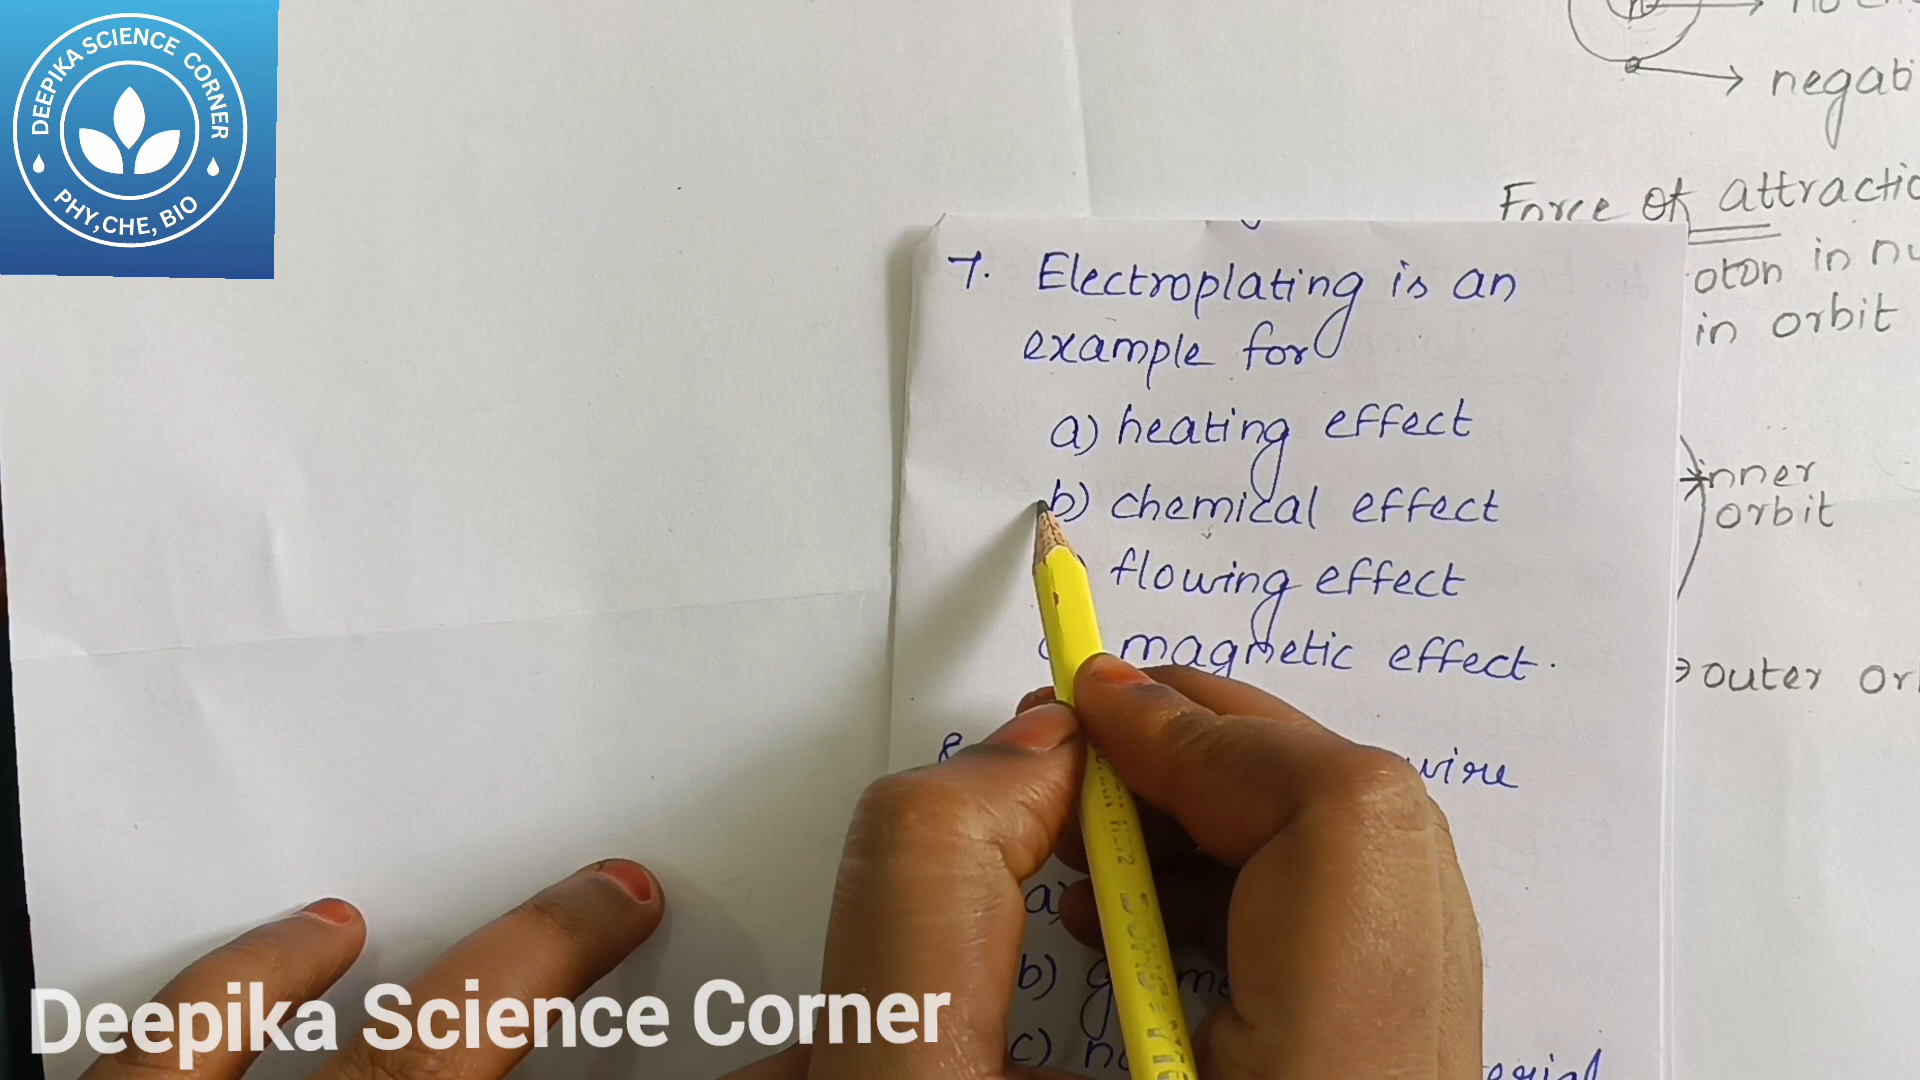 DEEPIKA SCIENCE CORNER
PHY,CHE, BIO
negati
Force of attractio
oton in nu
in orbit
inner
orbit
outer or
7. Electroplating is an
example for
a) heating effect
b) chemical effect
flowing effect
magnetic effect.
8
wire
a)
b)
c)
Deepika Science Corner